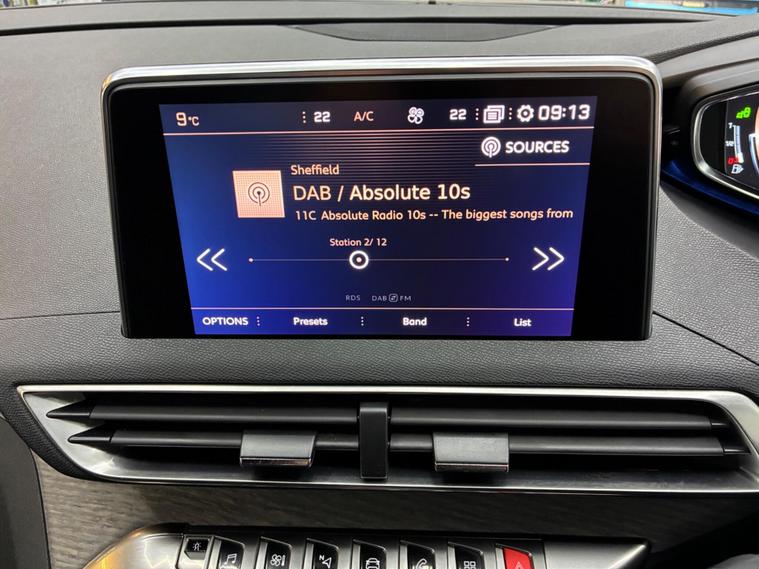 9°C 22 A/C 22 09:13
SOURCES
Sheffield
DAB / Absolute 10s
11C Absolute Radio 10s -- The biggest songs from
Station 2/ 12
RDS DAB FM
OPTIONS Presets Band List
N